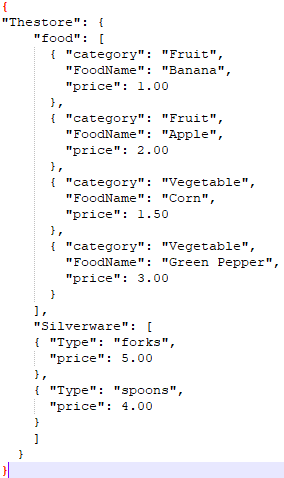 {
"Thestore": {
    "food": [
      { "category": "Fruit",
        "FoodName": "Banana",
        "price": 1.00
      },
      { "category": "Fruit",
        "FoodName": "Apple",
        "price": 2.00
      },
      { "category": "Vegetable",
        "FoodName": "Corn",
        "price": 1.50
      },
      { "category": "Vegetable",
        "FoodName": "Green Pepper",
        "price": 3.00
      }
    ],
    "Silverware": [
    { "Type": "forks",
      "price": 5.00
    },
    { "Type": "spoons",
      "price": 4.00
    }
    ]
  }
}